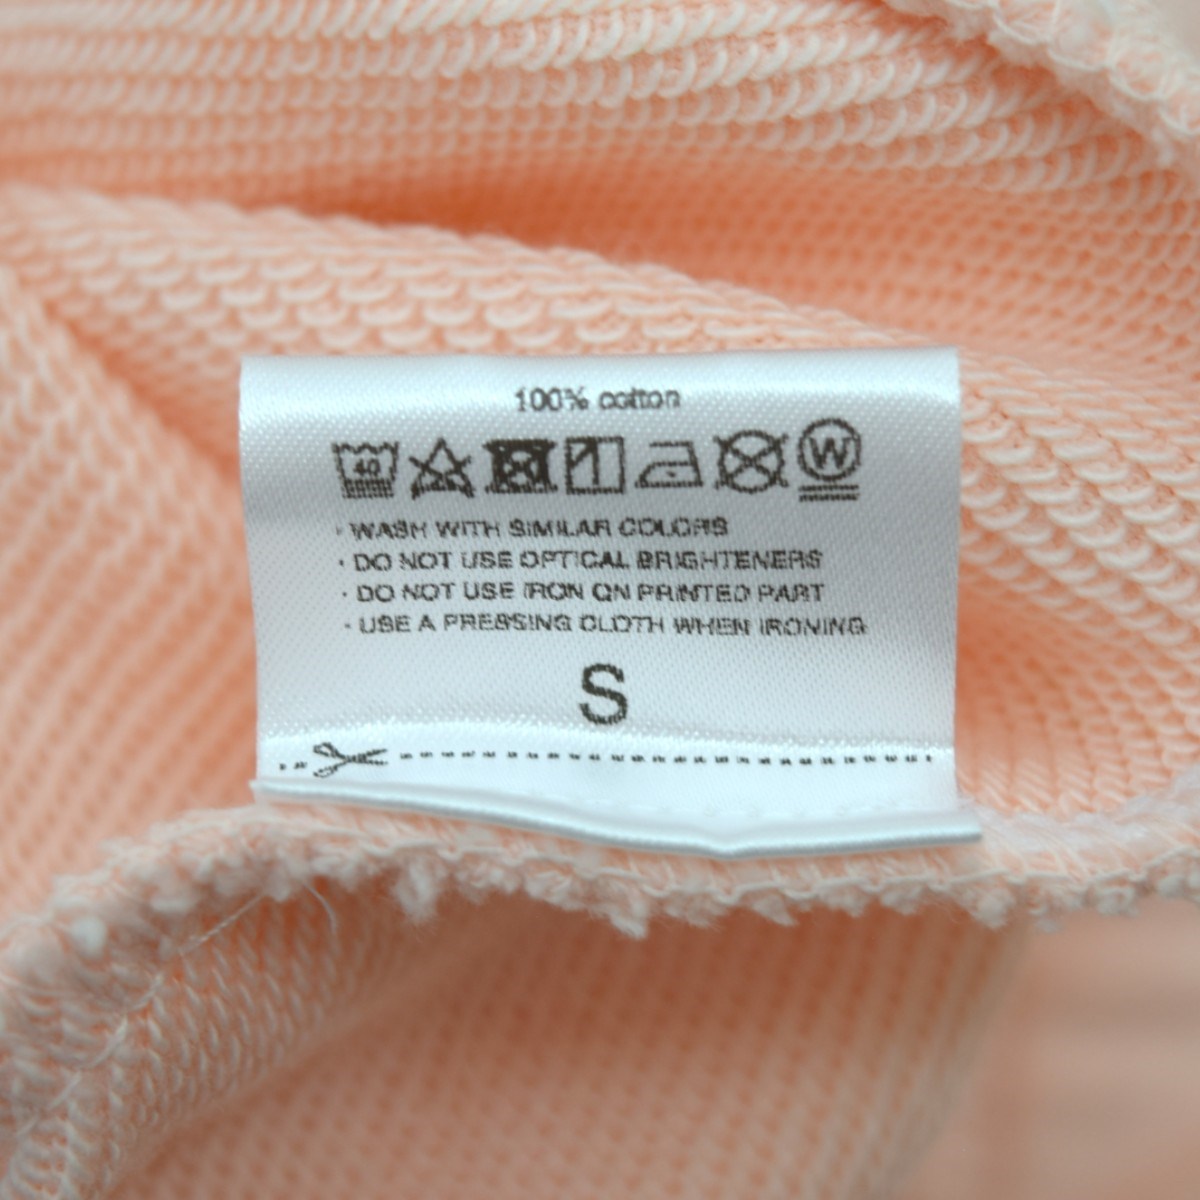 100% cotton
40 W
· WASH WITH SIMILAR COLORS
· DO NOT USE OPTICAL BRIGHTENERS
· DO NOT USE IRON ON PRINTED PART
· USE A PRESSING CLOTH WHEN IRONING
S